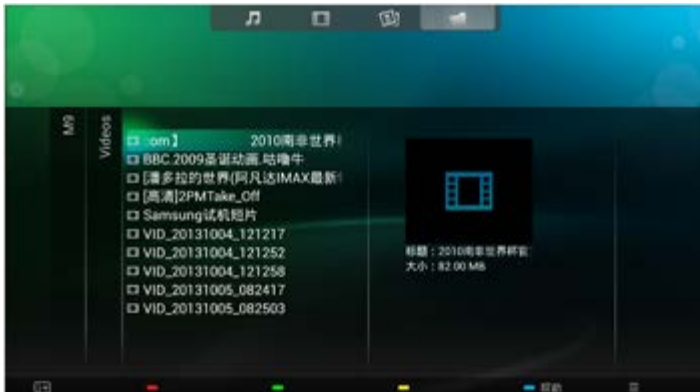 M9
Videos
:om】 2010南非世界
BBC.2009圣诞动画.咕噜牛
[潘多拉的世界(阿凡达IMAX最新
[高清]2PMTake_Off
Samsung试机短片
VID_20131004_121217
VID_20131004_121252
VID_20131004_121258
VID_20131005_082417
VID_20131005_082503
标题：2010南非世界杯官
大小：82.00 MB
帮助